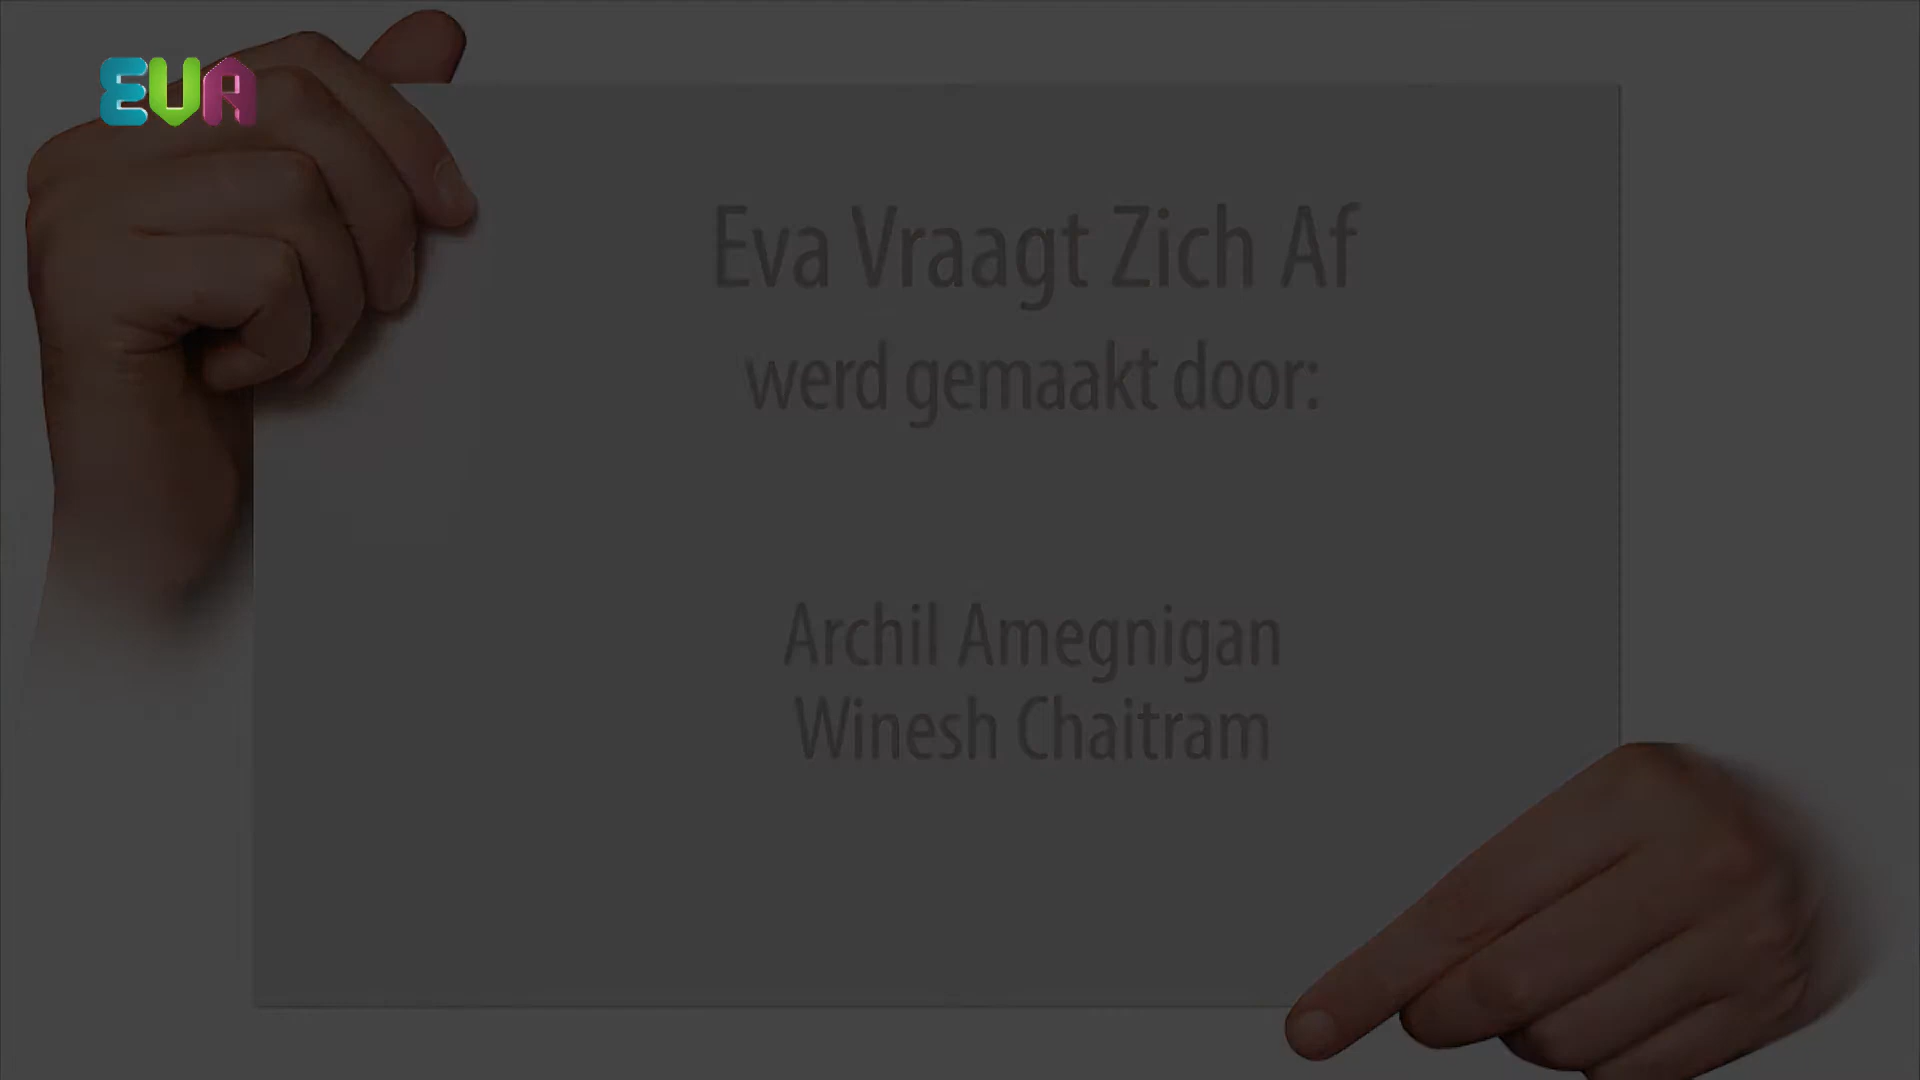 EVA
Eva Vraagt Zich Af
werd gemaakt door:
Archil Amegnigan
Winesh Chaitram